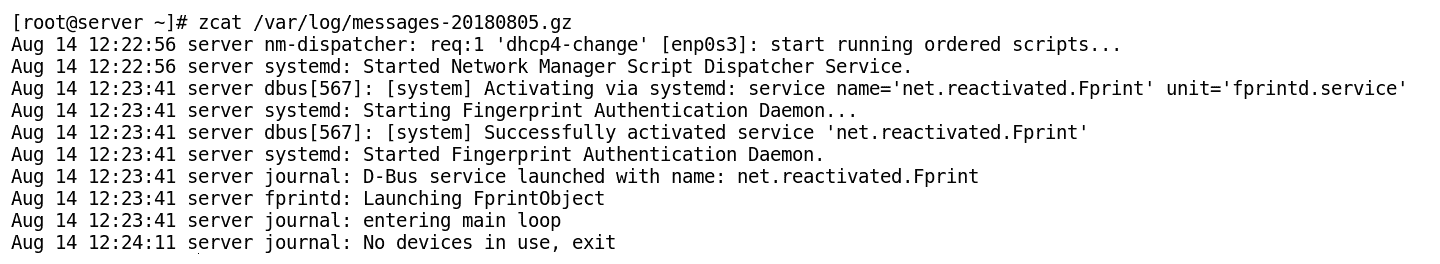 [root@server ~]# zcat /var/log/messages-20180805.gz
Aug 14 12:22:56 server nm-dispatcher: req:1 'dhcp4-change' [enp0s3]: start running ordered scripts...
Aug 14 12:22:56 server systemd: Started Network Manager Script Dispatcher Service.
Aug 14 12:23:41 server dbus[567]: [system] Activating via systemd: service name='net.reactivated.Fprint' unit='fprintd.service'
Aug 14 12:23:41 server systemd: Starting Fingerprint Authentication Daemon...
Aug 14 12:23:41 server dbus[567]: [system] Successfully activated service 'net.reactivated.Fprint'
Aug 14 12:23:41 server systemd: Started Fingerprint Authentication Daemon.
Aug 14 12:23:41 server journal: D-Bus service launched with name: net.reactivated.Fprint
Aug 14 12:23:41 server fprintd: Launching FprintObject
Aug 14 12:23:41 server journal: entering main loop
Aug 14 12:24:11 server journal: No devices in use, exit